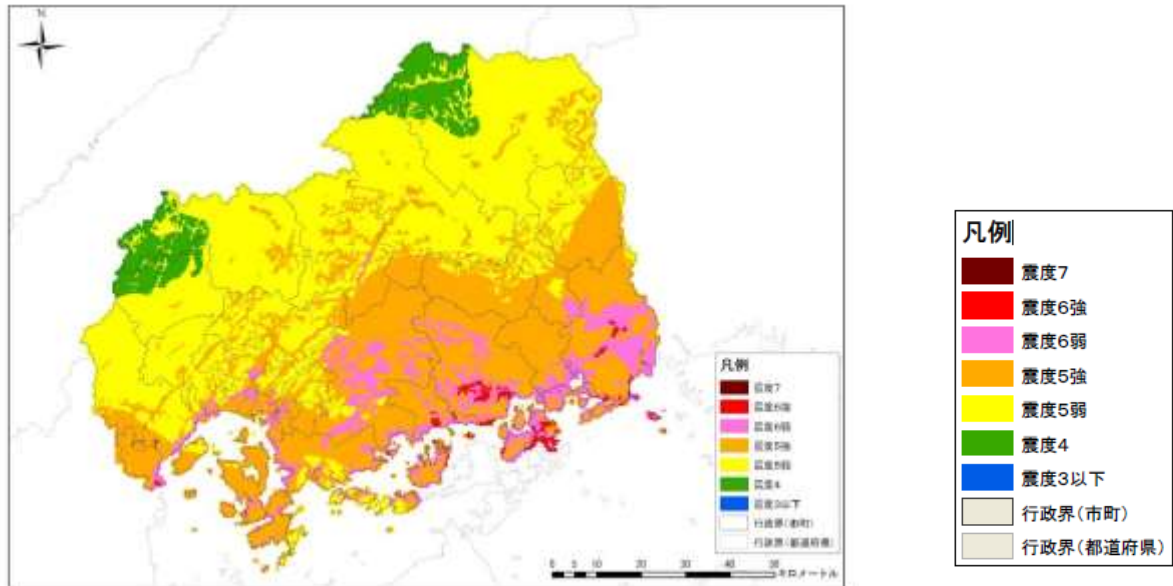 N
凡例
震度7
震度6強
震度6弱
震度5強
震度5弱
震度4
震度3以下
行政界(市町)
行政界(都道府県)
0 5 10 20 30
キロメートル
凡例
震度7
震度6強
震度6弱
震度5強
震度5弱
震度4
震度3以下
行政界(市町)
行政界(都道府県)